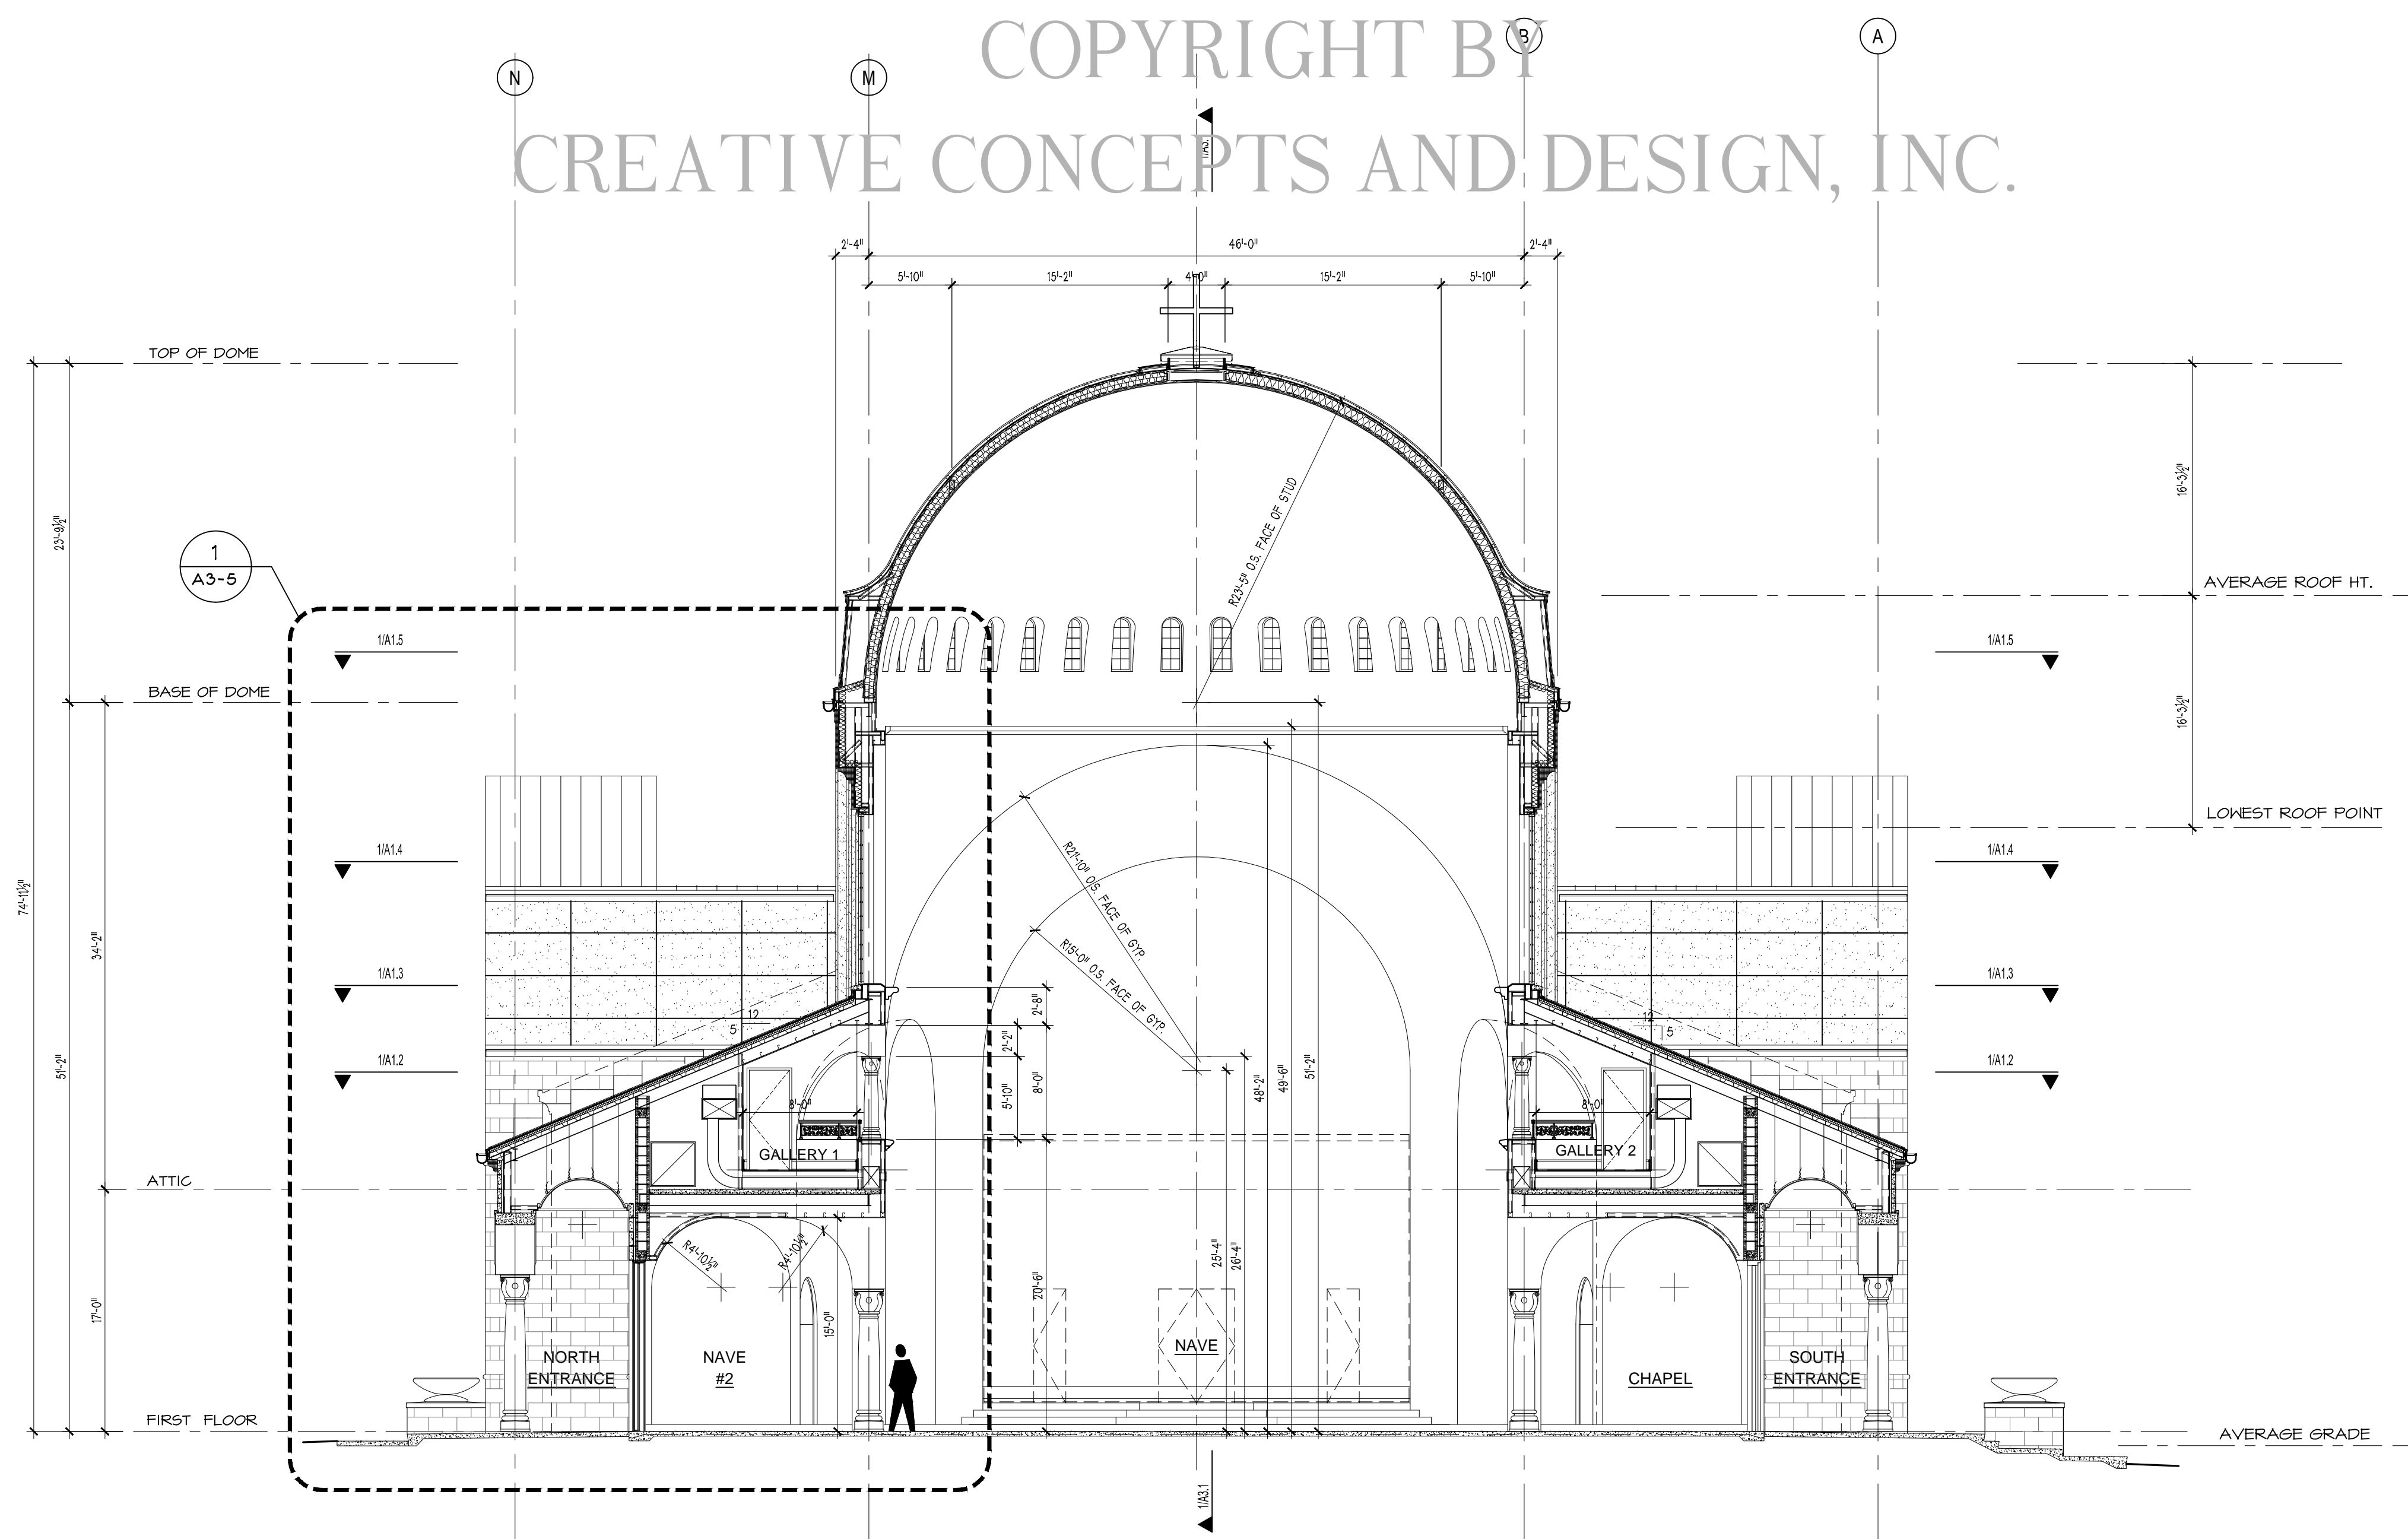 COPYRIGHT BY
CREATIVE CONCEPTS AND DESIGN, INC.
N
M
B
A
2'-4"
46'-0"
2'-4"
5'-10"
15'-2"
4'-0"
15'-2"
5'-10"
TOP OF DOME
23'-9½"
16'-3½"
R23'-5" O.S. FACE OF STUD
1
A3-5
AVERAGE ROOF HT.
1/A1.5
1/A1.5
BASE OF DOME
16'-3½"
LOWEST ROOF POINT
1/A1.4
1/A1.4
R21'-10" O.S. FACE OF GYP.
R15'-0" O.S. FACE OF GYP.
74'-11½"
34'-2"
51'-2"
1/A1.3
1/A1.3
12
5
12
5
2'-8"
2'-2"
5'-10"
8'-0"
48'-2"
49'-6"
51'-2"
1/A1.2
1/A1.2
8'-0"
8'-0"
GALLERY 1
GALLERY 2
ATTIC
R4'-10½"
R4'-10½"
25'-4"
26'-4"
20'-6"
17'-0"
15'-0"
NORTH
ENTRANCE
NAVE
#2
NAVE
CHAPEL
SOUTH
ENTRANCE
FIRST FLOOR
AVERAGE GRADE
1/A3.1